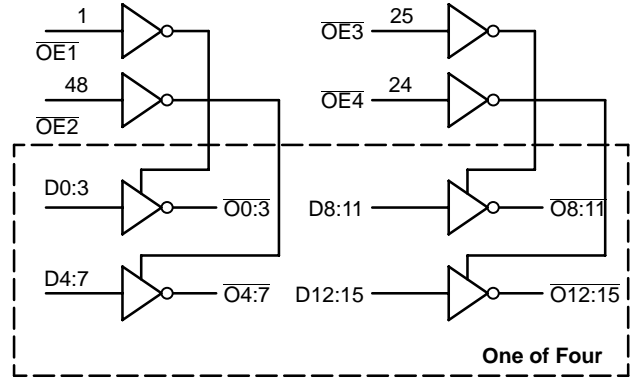 1
OE1
25
OE3
48
OE2
24
OE4
D0:3
O0:3
D8:11
O8:11
D4:7
O4:7
D12:15
O12:15
One of Four